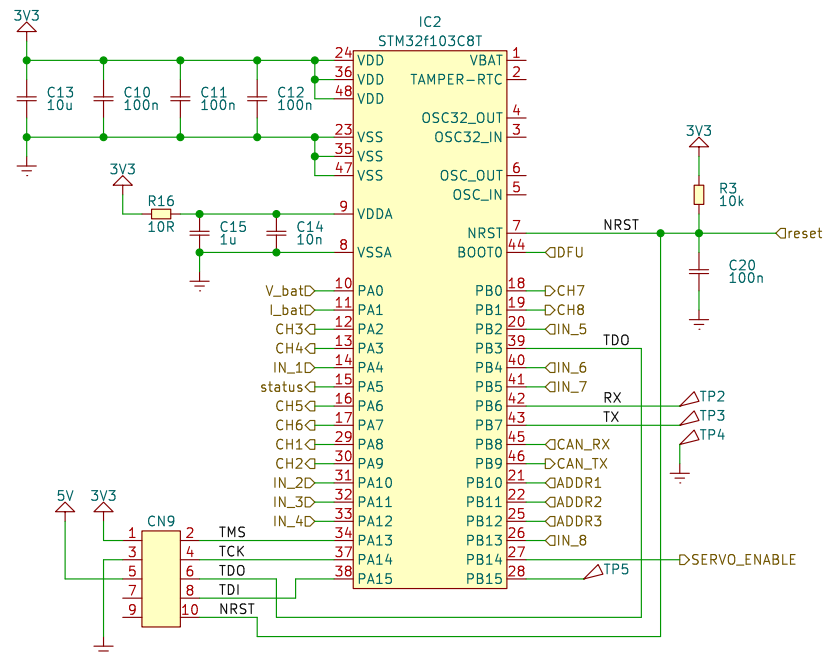 IC2
STM32f103C8T
3V3
C13
10u
C10
100n
C11
100n
C12
100n
24 VDD
36 VDD
48 VDD
23 VSS
35 VSS
47 VSS
3V3
R16
10R
C15
1u
C14
10n
9 VDDA
8 VSSA
VBAT 1
TAMPER-RTC 2
OSC32_OUT 4
OSC32_IN 3
OSC_OUT 6
OSC_IN 5
NRST 7 NRST
BOOT0 44 DFU
3V3
R3
10k
reset
C20
100n
V_bat 10 PA0
I_bat 11 PA1
CH3 12 PA2
CH4 13 PA3
IN_1 14 PA4
status 15 PA5
CH5 16 PA6
CH6 17 PA7
CH1 29 PA8
CH2 30 PA9
IN_2 31 PA10
IN_3 32 PA11
IN_4 33 PA12
34 PA13
37 PA14
38 PA15
PB0 18 CH7
PB1 19 CH8
PB2 20 IN_5
PB3 39 TDO
PB4 40 IN_6
PB5 41 IN_7
PB6 42 RX TP2
PB7 43 TX TP3
TP4
PB8 45 CAN_RX
PB9 46 CAN_TX
PB10 21 ADDR1
PB11 22 ADDR2
PB12 25 ADDR3
PB13 26 IN_8
PB14 27 SERVO_ENABLE
PB15 28 TP5
5V
3V3
CN9
1 2 TMS
3 4 TCK
5 6 TDO
7 8 TDI
9 10 NRST